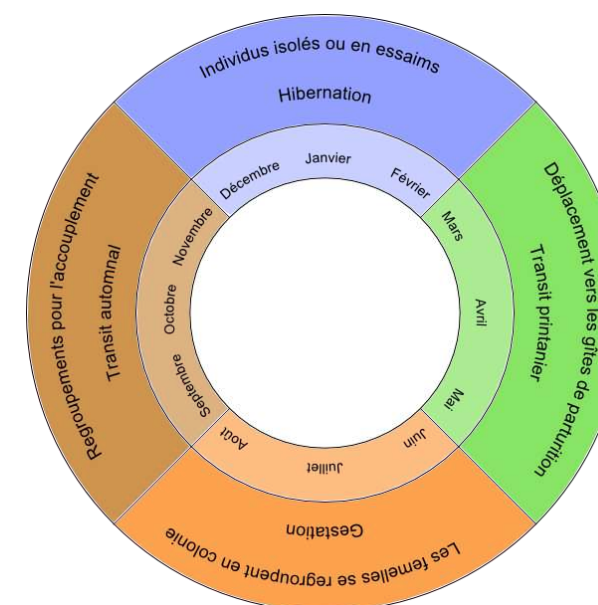 Individus isolés ou en essaims
Hibernation
Décembre
Janvier
Février
Déplacement vers les gîtes de parturition
Transit printanier
Mars
Avril
Mai
Juin
Juillet
Août
Gestation
Les femelles se regroupent en colonie
Regroupements pour l'accouplement
Transit automnal
Septembre
Octobre
Novembre